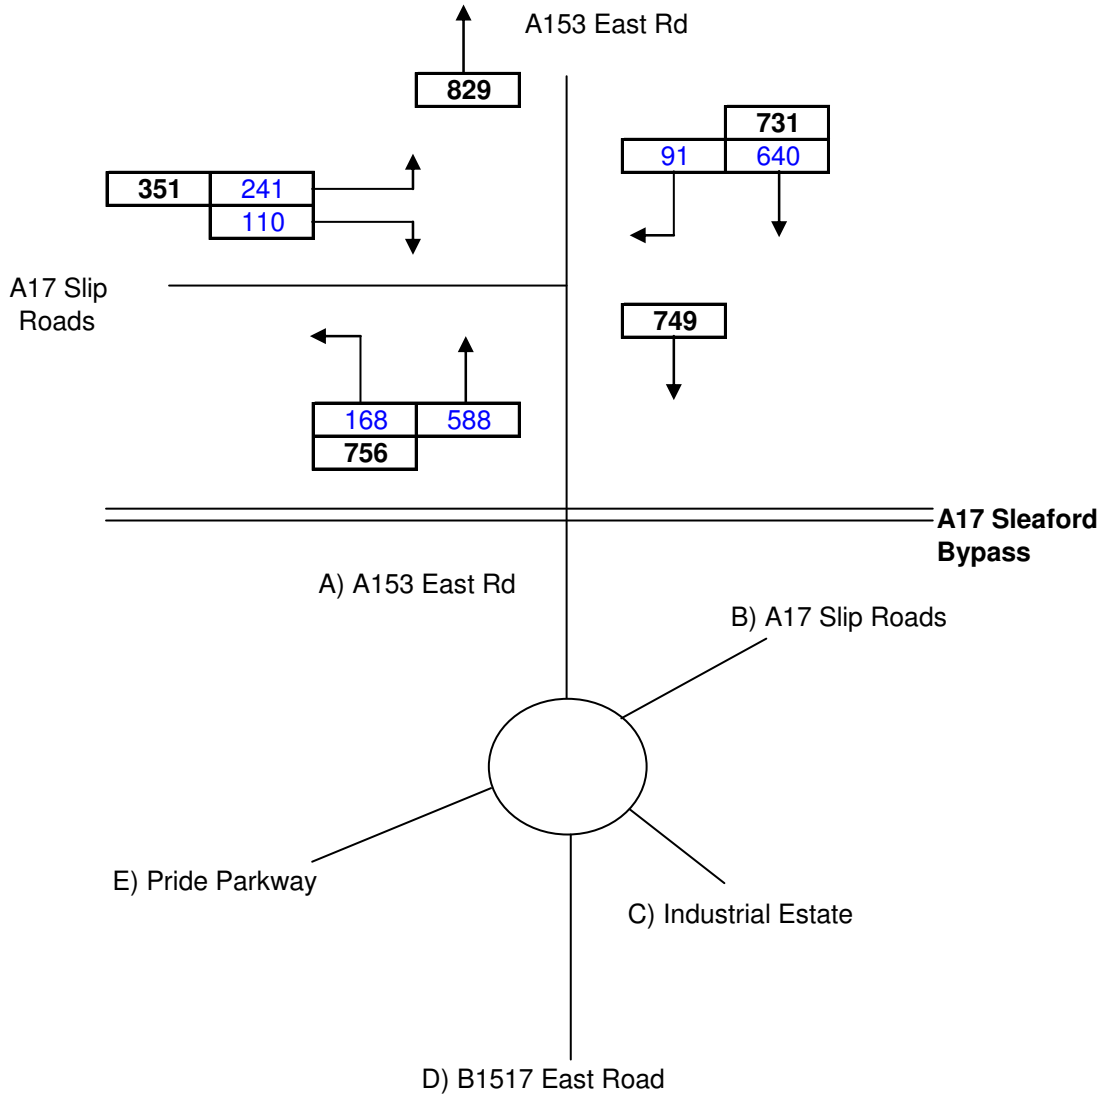 A153 East Rd
829
731
91 640
351 241
110
A17 Slip
Roads
749
168 588
756
A17 Sleaford
Bypass
A) A153 East Rd
B) A17 Slip Roads
E) Pride Parkway
C) Industrial Estate
D) B1517 East Road